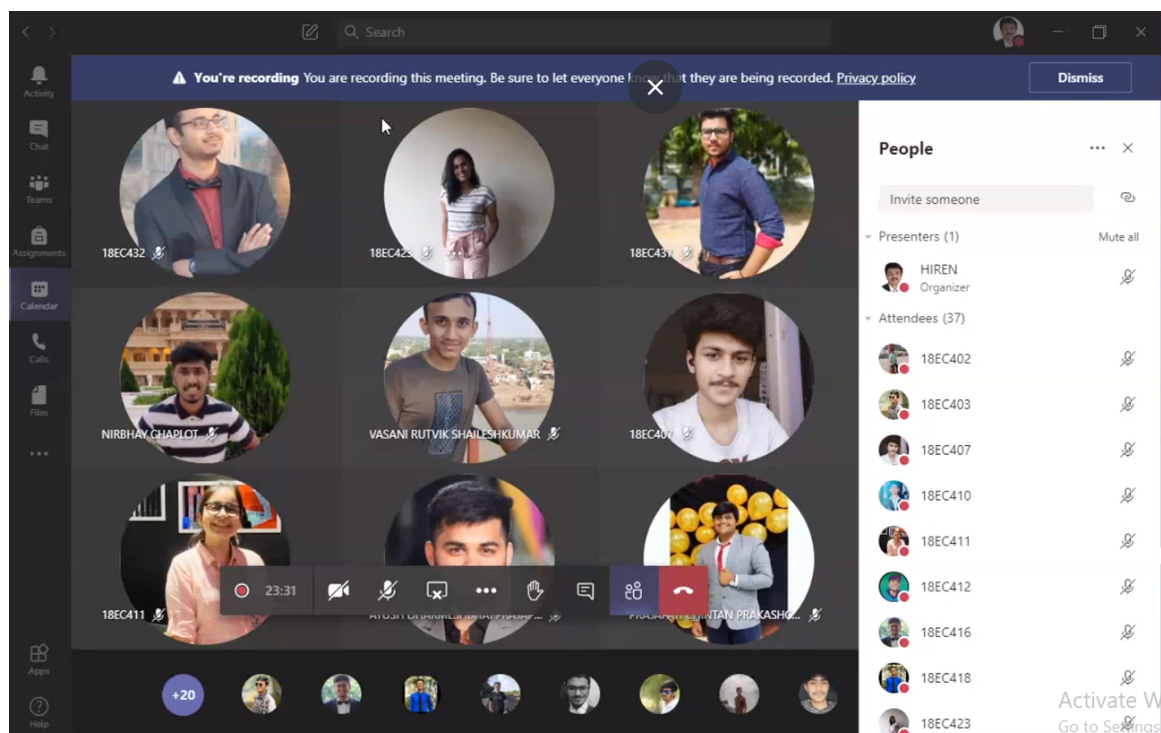 Search
You're recording You are recording this meeting. Be sure to let everyone know that they are being recorded. Privacy policy
Dismiss
Activity
Chat
Teams
Assignments
Calendar
Calls
Files
Apps
Help
18EC432
18EC423
18EC437
NIRBHAY CHAPLOT
VASANI RUTVIK SHAILESHKUMAR
18EC407
18EC411
23:31
+20
People
Invite someone
Presenters (1)
Mute all
HIREN
Organizer
Attendees (37)
18EC402
18EC403
18EC407
18EC410
18EC411
18EC412
18EC416
18EC418
18EC423
Activate W
Go to Settings